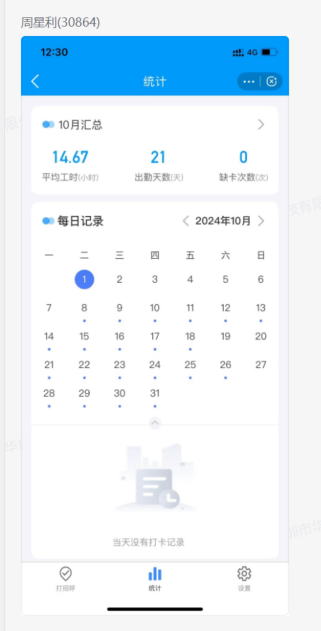 周星利(30864)
12:30
4G
统计
10月汇总
14.67 21 0
平均工时(小时) 出勤天数(天) 缺卡次数(次)
每日记录 2024年10月
一 二 三 四 五 六 日
1 2 3 4 5 6
7 8 9 10 11 12 13
14 15 16 17 18 19 20
21 22 23 24 25 26 27
28 29 30 31
当天没有打卡记录
统计 设置